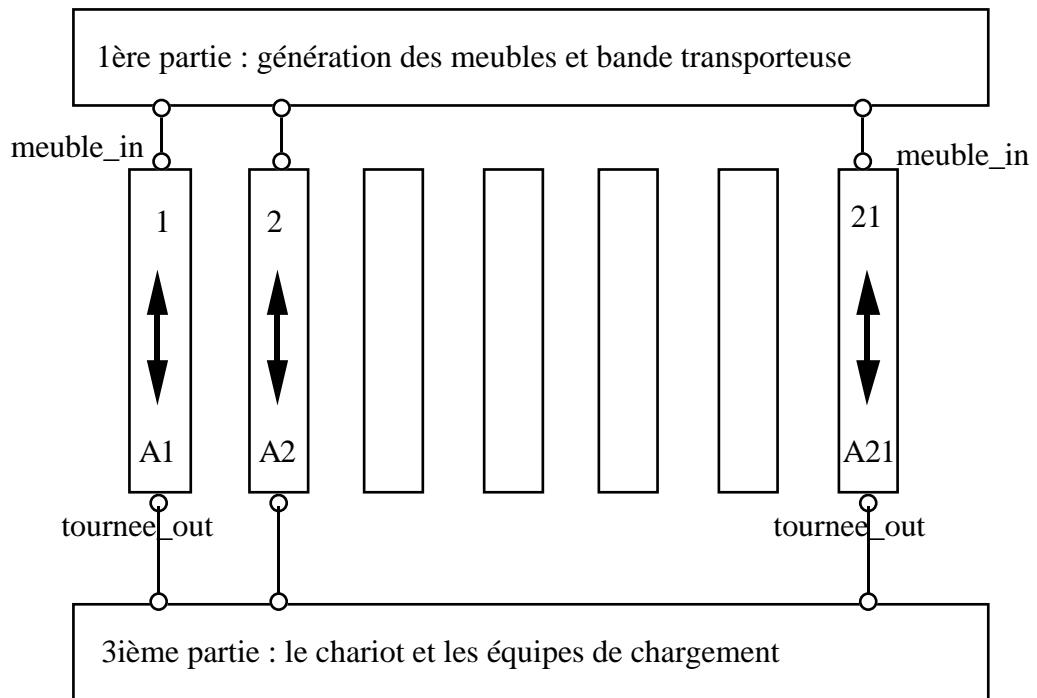 1ère partie : génération des meubles et bande transporteuse
meuble_in
meuble_in
1
2
21
A1
A2
A21
tournee_out
tournee_out
3ième partie : le chariot et les équipes de chargement